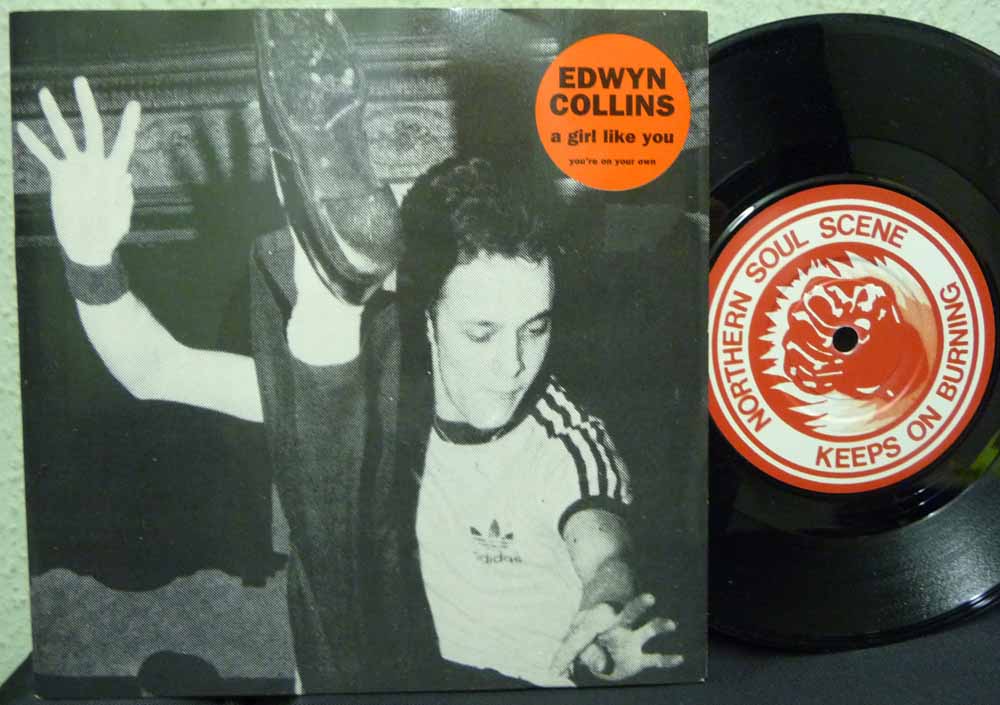 EDWYN
COLLINS
a girl like you
you're on your own
adidas
NORTHERN SOUL SCENE
KEEPS ON BURNING